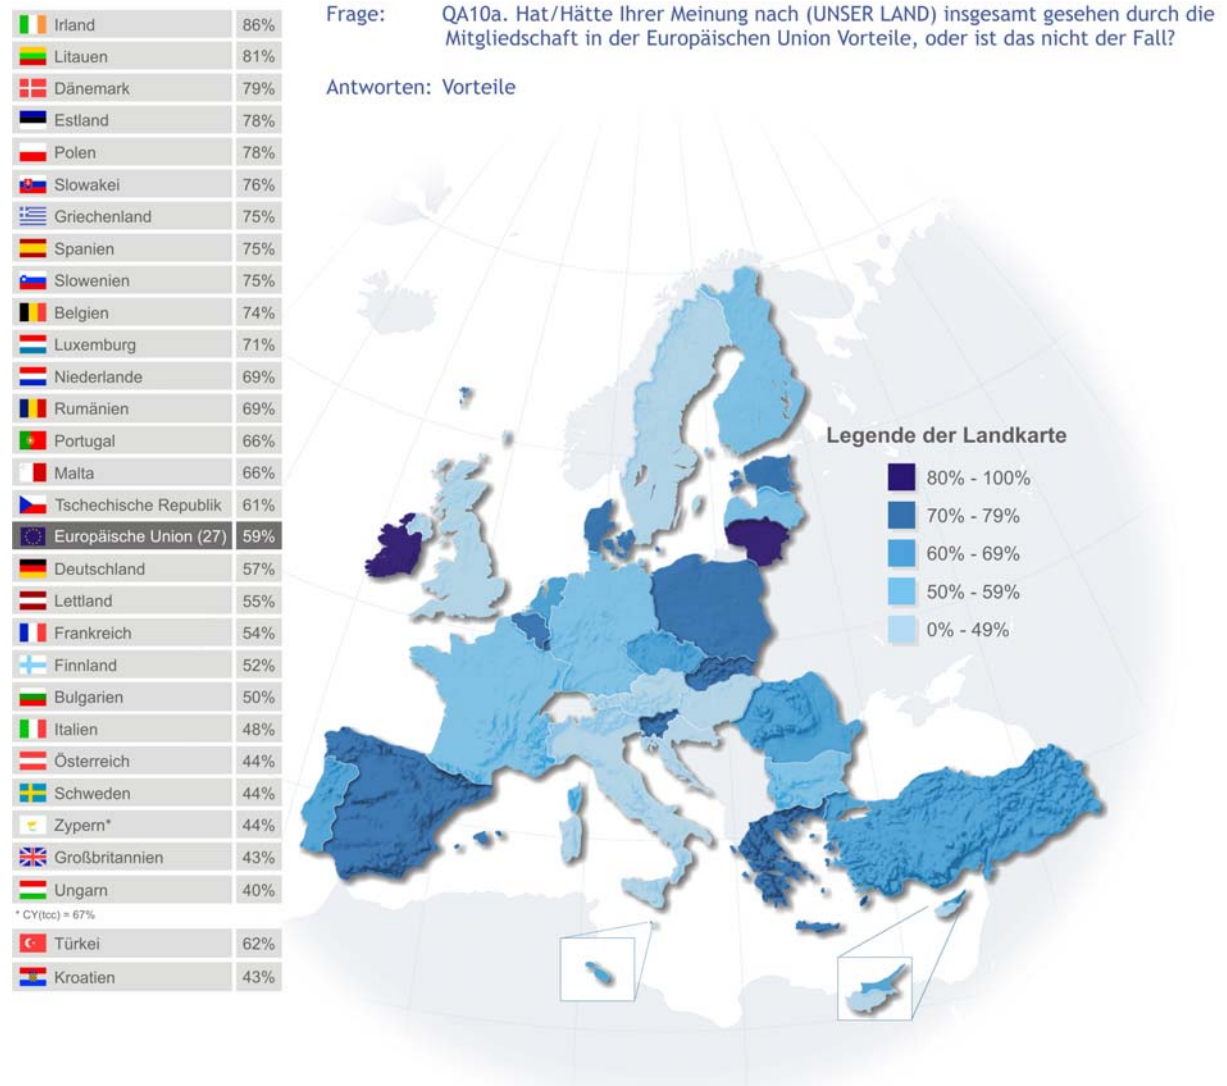 Frage: QA10a. Hat/Hätte Ihrer Meinung nach (UNSER LAND) insgesamt gesehen durch die
Mitgliedschaft in der Europäischen Union Vorteile, oder ist das nicht der Fall?
Antworten: Vorteile
Irland 86%
Litauen 81%
Dänemark 79%
Estland 78%
Polen 78%
Slowakei 76%
Griechenland 75%
Spanien 75%
Slowenien 75%
Belgien 74%
Luxemburg 71%
Niederlande 69%
Rumänien 69%
Portugal 66%
Malta 66%
Tschechische Republik 61%
Europäische Union (27) 59%
Deutschland 57%
Lettland 55%
Frankreich 54%
Finnland 52%
Bulgarien 50%
Italien 48%
Österreich 44%
Schweden 44%
Zypern* 44%
Großbritannien 43%
Ungarn 40%
* CY(tcc) = 67%
Türkei 62%
Kroatien 43%
Legende der Landkarte
80% - 100%
70% - 79%
60% - 69%
50% - 59%
0% - 49%